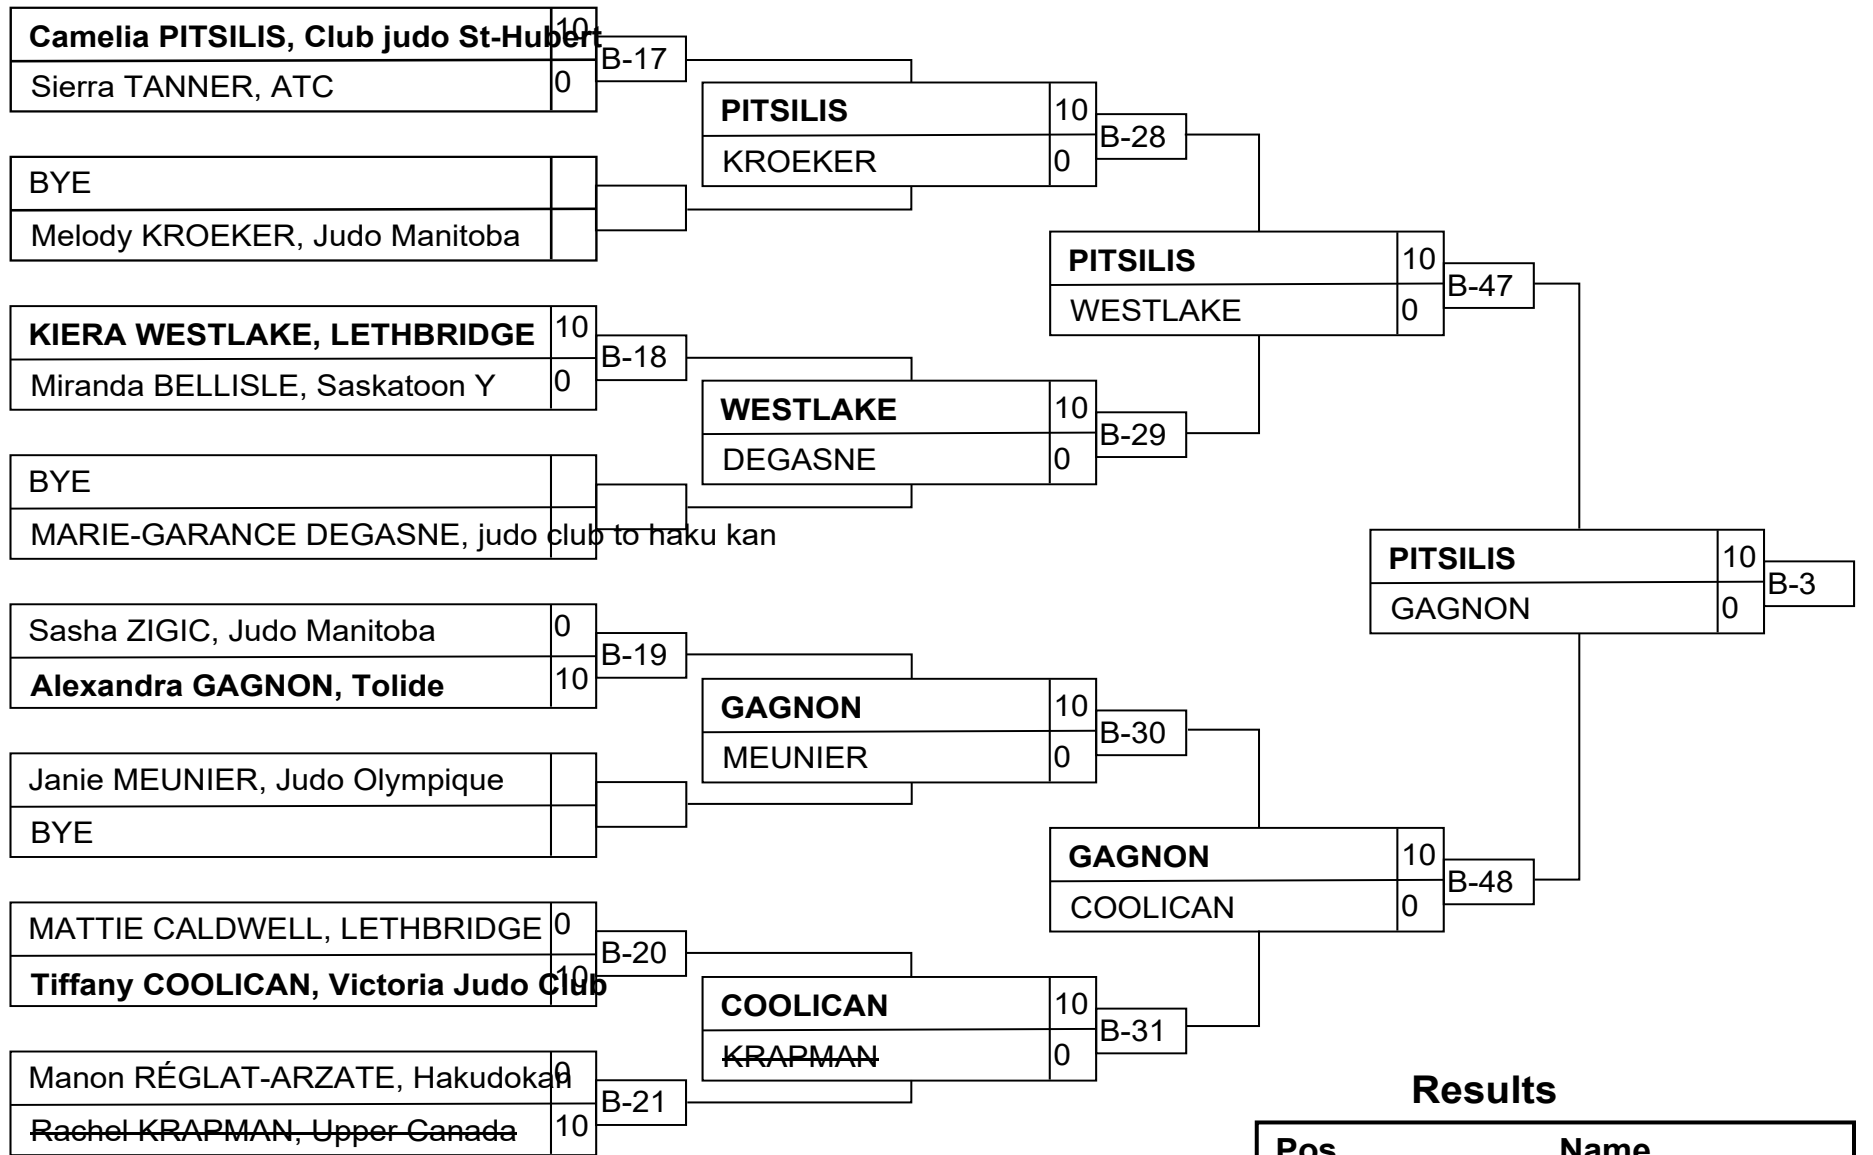 Camelia PITSILIS, Club judo St-Hubert 10
Sierra TANNER, ATC 0
B-17
BYE
Melody KROEKER, Judo Manitoba
KIERA WESTLAKE, LETHBRIDGE 10
Miranda BELLISLE, Saskatoon Y 0
B-18
BYE
MARIE-GARANCE DEGASNE, judo club to haku kan
Sasha ZIGIC, Judo Manitoba 0
Alexandra GAGNON, Tolide 10
B-19
Janie MEUNIER, Judo Olympique
BYE
MATTIE CALDWELL, LETHBRIDGE 0
Tiffany COOLICAN, Victoria Judo Club 10
B-20
Manon RÉGLAT-ARZATE, Hakudokan 0
Rachel KRAPMAN, Upper Canada 10
B-21
PITSILIS 10
KROEKER 0
B-28
WESTLAKE 10
DEGASNE 0
B-29
GAGNON 10
MEUNIER 0
B-30
COOLICAN 10
KRAPMAN 0
B-31
PITSILIS 10
WESTLAKE 0
B-47
GAGNON 10
COOLICAN 0
B-48
PITSILIS 10
GAGNON 0
B-3
Results
Pos Name